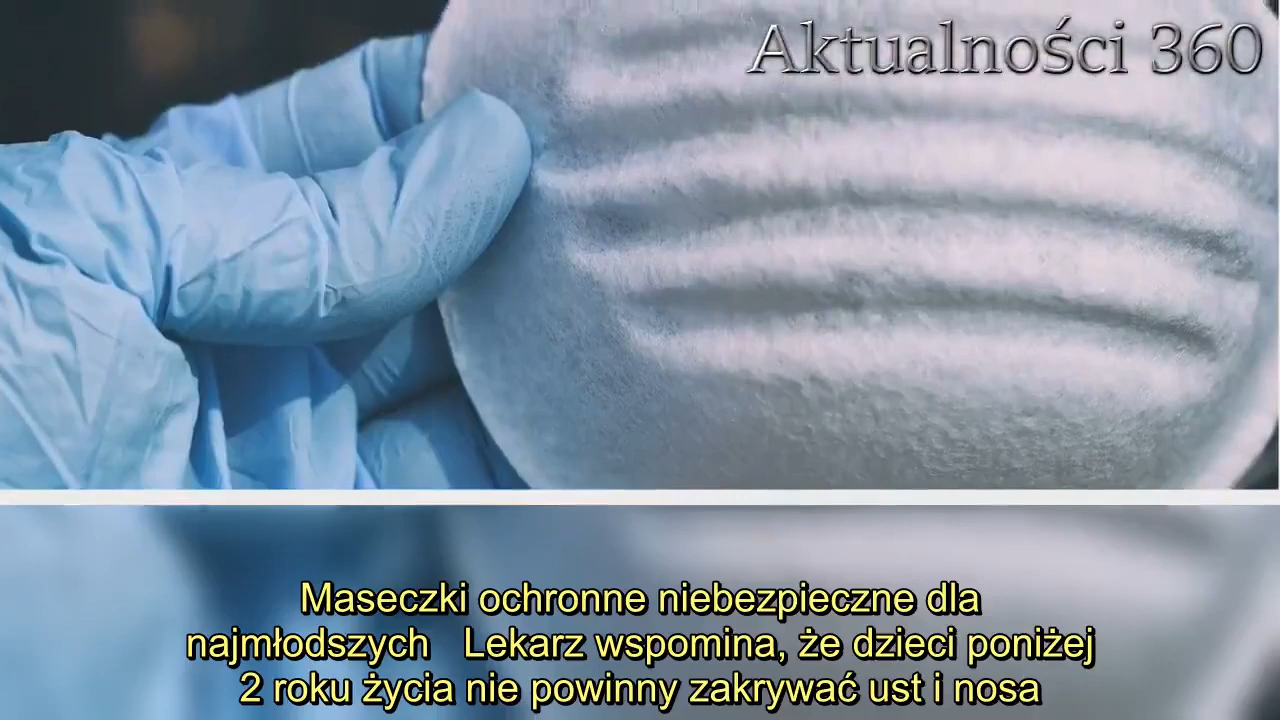 Aktualności 360
Maseczki ochronne niebezpieczne dla
najmłodszych Lekarz wspomina, że dzieci poniżej
2 roku życia nie powinny zakrywać ust i nosa